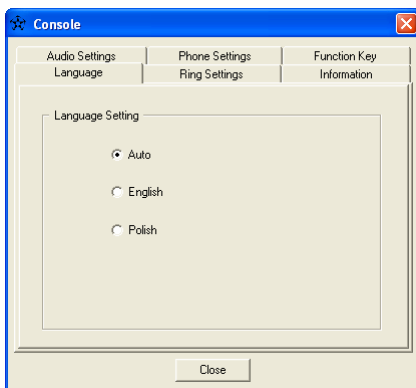 Console
Audio Settings Phone Settings Function Key
Language Ring Settings Information
Language Setting
Auto
English
Polish
Close